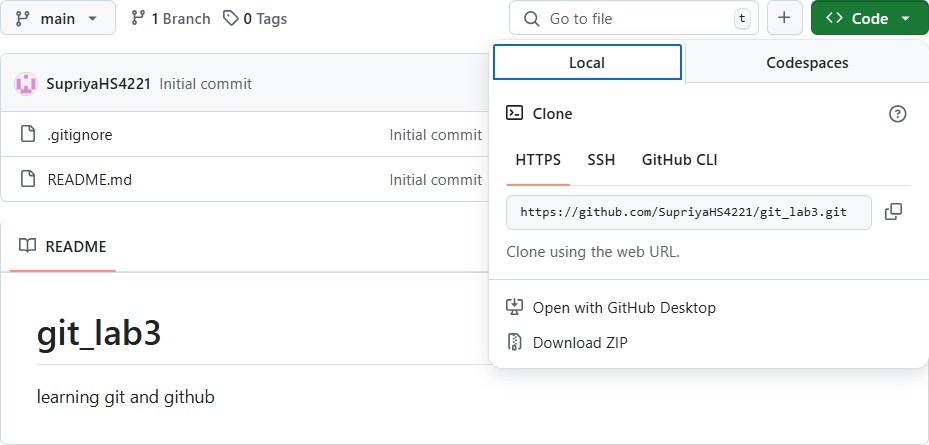 main 1 Branch 0 Tags Go to file t + <> Code
Local Codespaces
SupriyaHS4221 Initial commit
Clone
.gitignore Initial commit
HTTPS SSH GitHub CLI
README.md Initial commit
https://github.com/SupriyaHS4221/git_lab3.git
README
Clone using the web URL.
Open with GitHub Desktop
git_lab3
Download ZIP
learning git and github